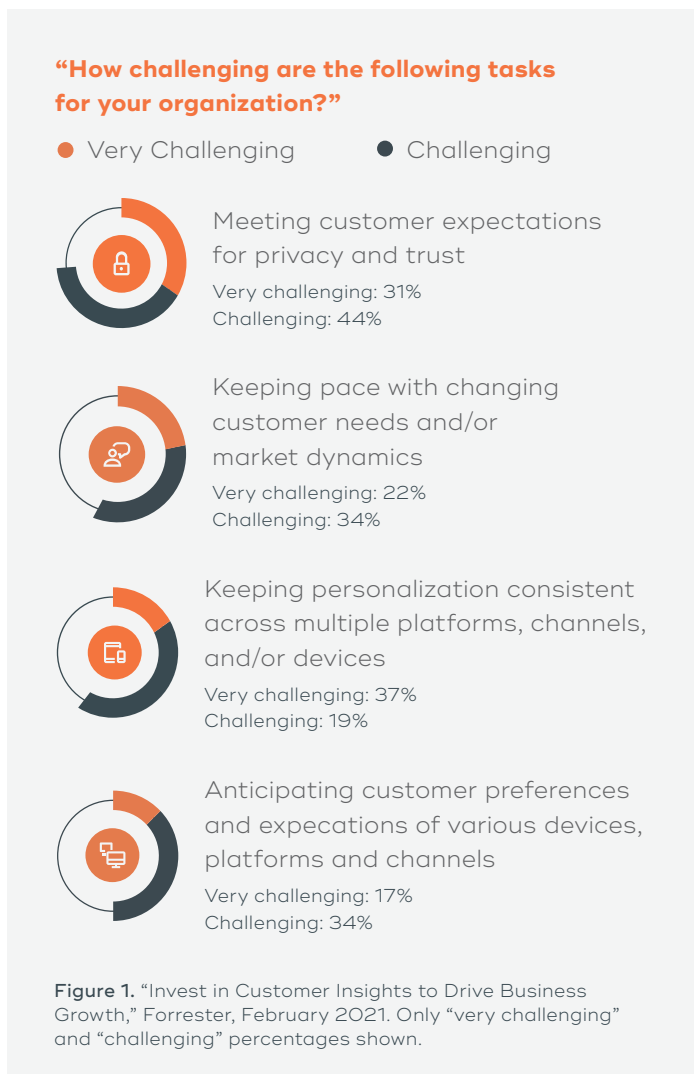 “How challenging are the following tasks
for your organization?”
Very Challenging
Challenging
Meeting customer expectations
for privacy and trust
Very challenging: 31%
Challenging: 44%
Keeping pace with changing
customer needs and/or
market dynamics
Very challenging: 22%
Challenging: 34%
Keeping personalization consistent
across multiple platforms, channels,
and/or devices
Very challenging: 37%
Challenging: 19%
Anticipating customer preferences
and expecations of various devices,
platforms and channels
Very challenging: 17%
Challenging: 34%
Figure 1. “Invest in Customer Insights to Drive Business
Growth,” Forrester, February 2021. Only “very challenging”
and “challenging” percentages shown.